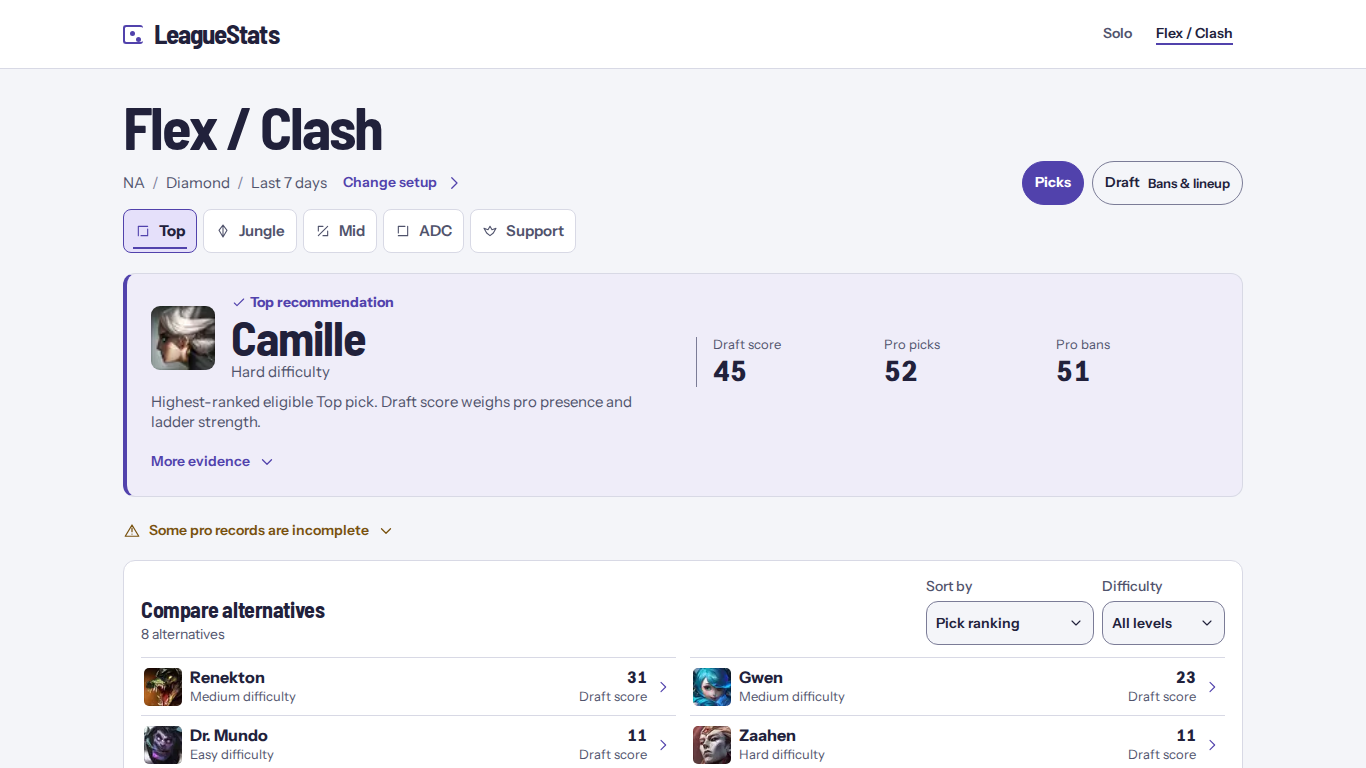 LeagueStats
Solo
Flex / Clash
Flex / Clash
NA / Diamond / Last 7 days Change setup
Picks
Draft Bans & lineup
Top
Jungle
Mid
ADC
Support
Top recommendation
Camille
Hard difficulty
Highest-ranked eligible Top pick. Draft score weighs pro presence and
ladder strength.
More evidence
Draft score
45
Pro picks
52
Pro bans
51
Some pro records are incomplete
Compare alternatives
8 alternatives
Sort by
Pick ranking
Difficulty
All levels
Renekton
Medium difficulty
31
Draft score
Gwen
Medium difficulty
23
Draft score
Dr. Mundo
Easy difficulty
11
Draft score
Zaahen
Hard difficulty
11
Draft score